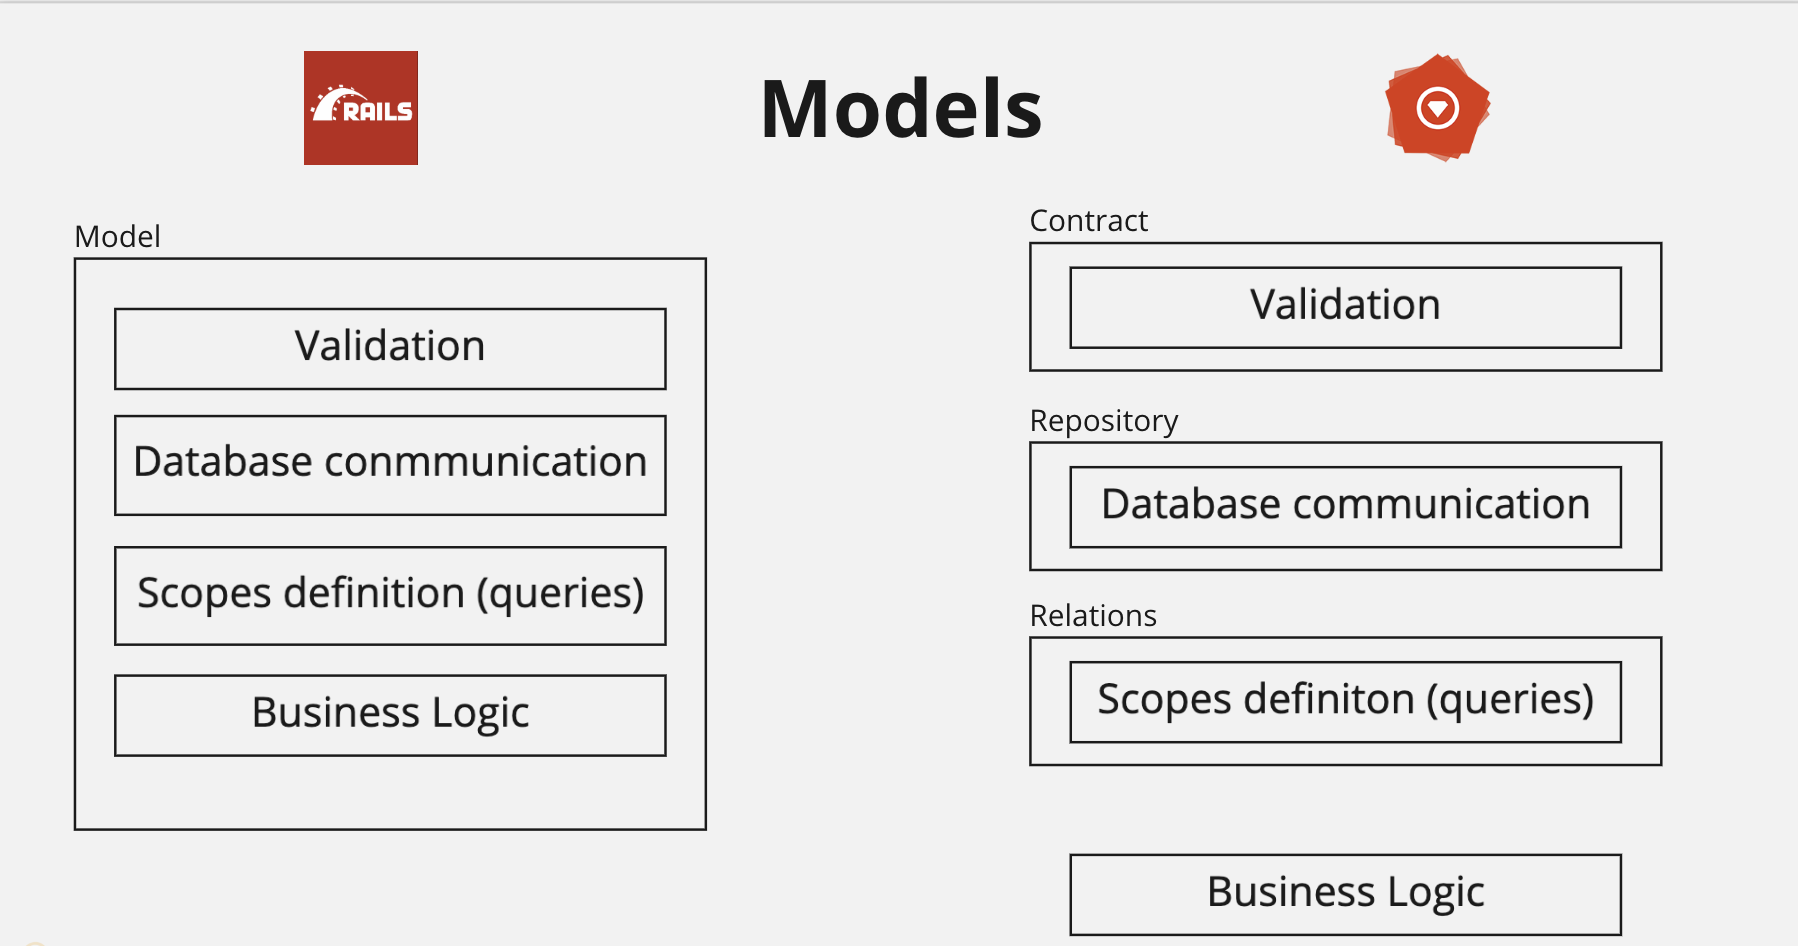 RAILS
Models
Model
Validation
Database conmmunication
Scopes definition (queries)
Business Logic
Contract
Validation
Repository
Database communication
Relations
Scopes definiton (queries)
Business Logic